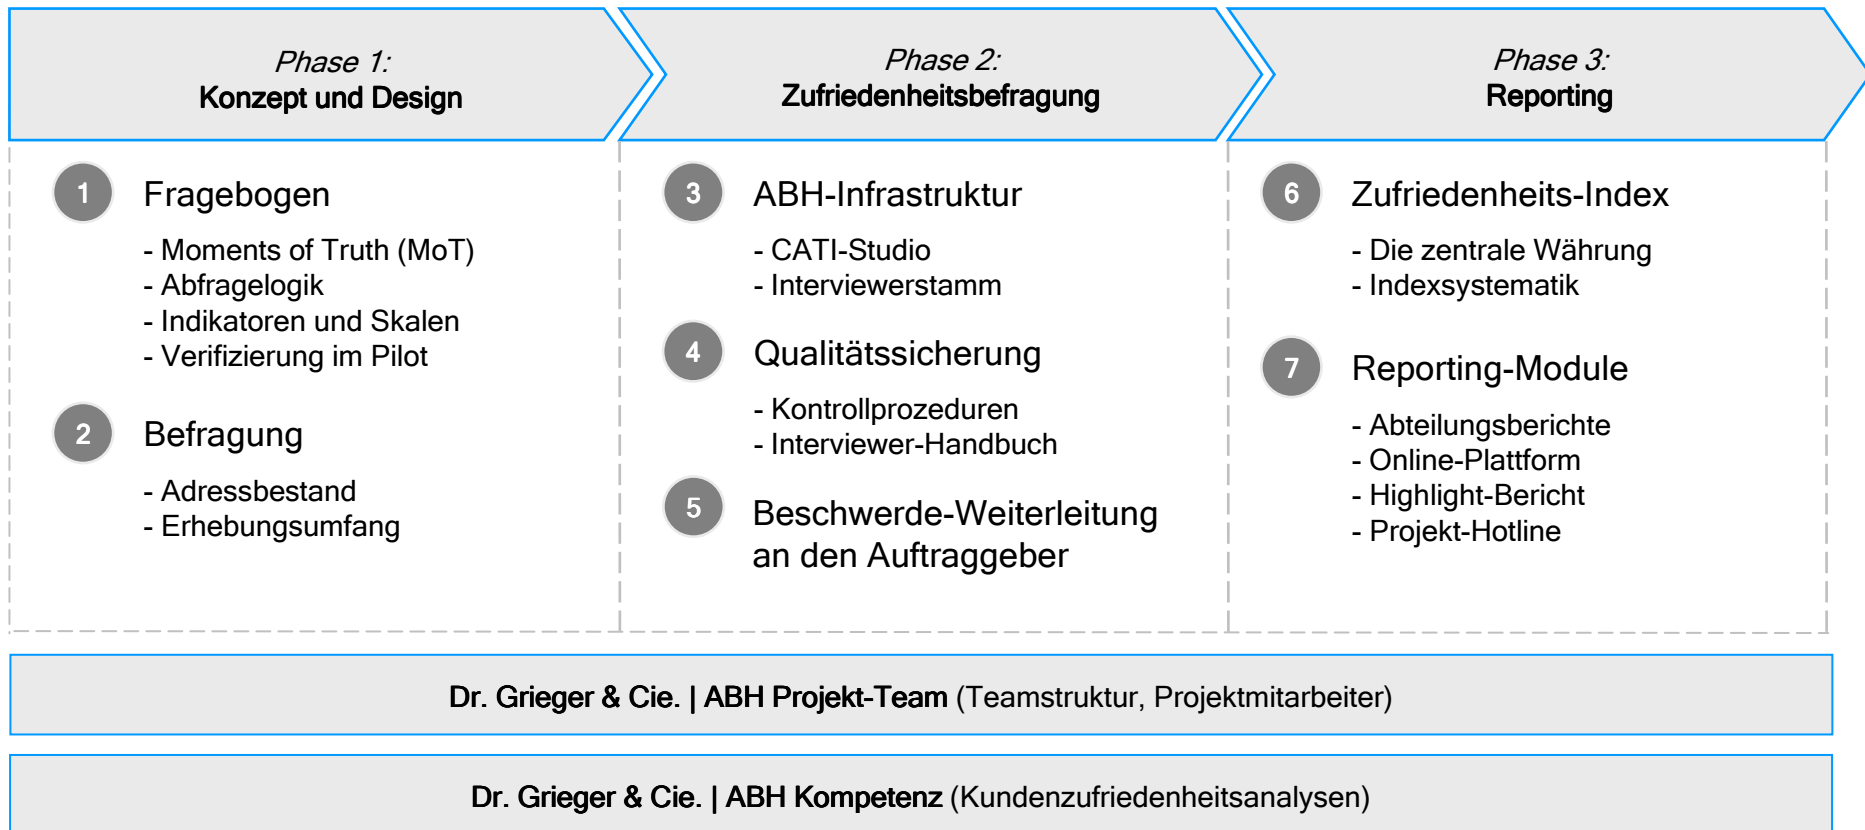 Phase 1:
Konzept und Design
Phase 2:
Zufriedenheitsbefragung
Phase 3:
Reporting
1
Fragebogen
- Moments of Truth (MoT)
- Abfragelogik
- Indikatoren und Skalen
- Verifizierung im Pilot
2
Befragung
- Adressbestand
- Erhebungsumfang
3
ABH-Infrastruktur
- CATI-Studio
- Interviewerstamm
4
Qualitätssicherung
- Kontrollprozeduren
- Interviewer-Handbuch
5
Beschwerde-Weiterleitung
an den Auftraggeber
6
Zufriedenheits-Index
- Die zentrale Währung
- Indexsystematik
7
Reporting-Module
- Abteilungsberichte
- Online-Plattform
- Highlight-Bericht
- Projekt-Hotline
Dr. Grieger & Cie. | ABH Projekt-Team (Teamstruktur, Projektmitarbeiter)
Dr. Grieger & Cie. | ABH Kompetenz (Kundenzufriedenheitsanalysen)